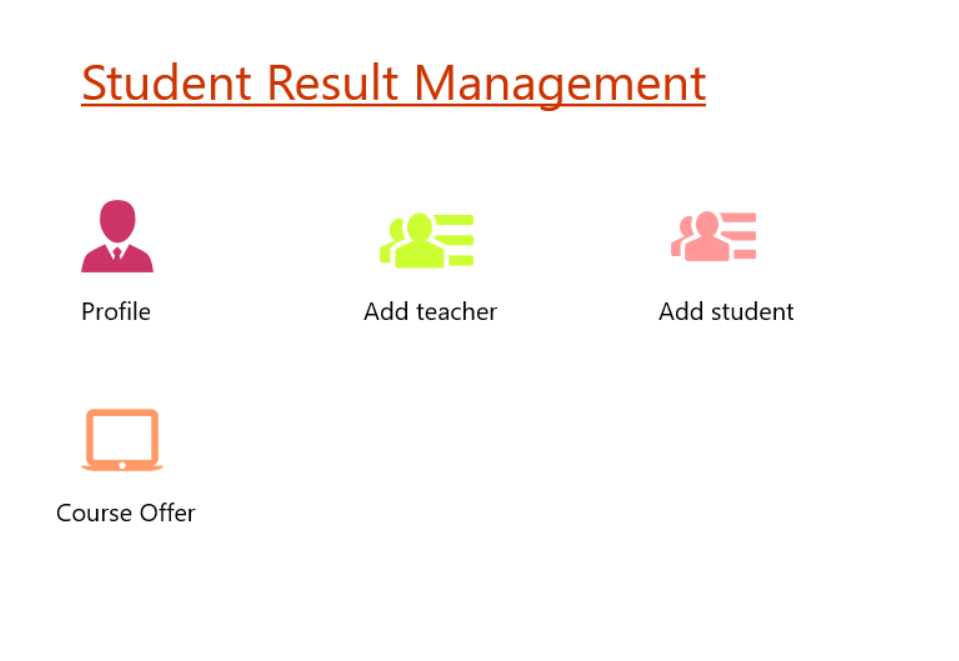 Student Result Management
Profile
Add teacher
Add student
Course Offer